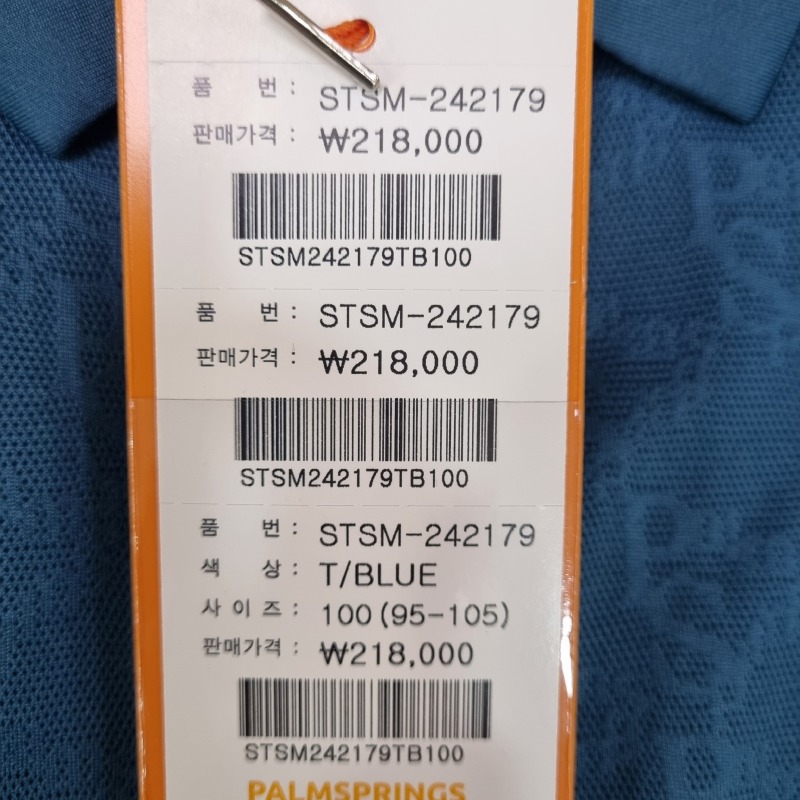 품 번 : STSM-242179
판매가격 : ₩218,000
STSM242179TB100
품 번 : STSM-242179
판매가격 : ₩218,000
STSM242179TB100
품 번 : STSM-242179
색 상 : T/BLUE
사 이 즈 : 100(95-105)
판매가격 : ₩218,000
STSM242179TB100
PALMSPRINGS